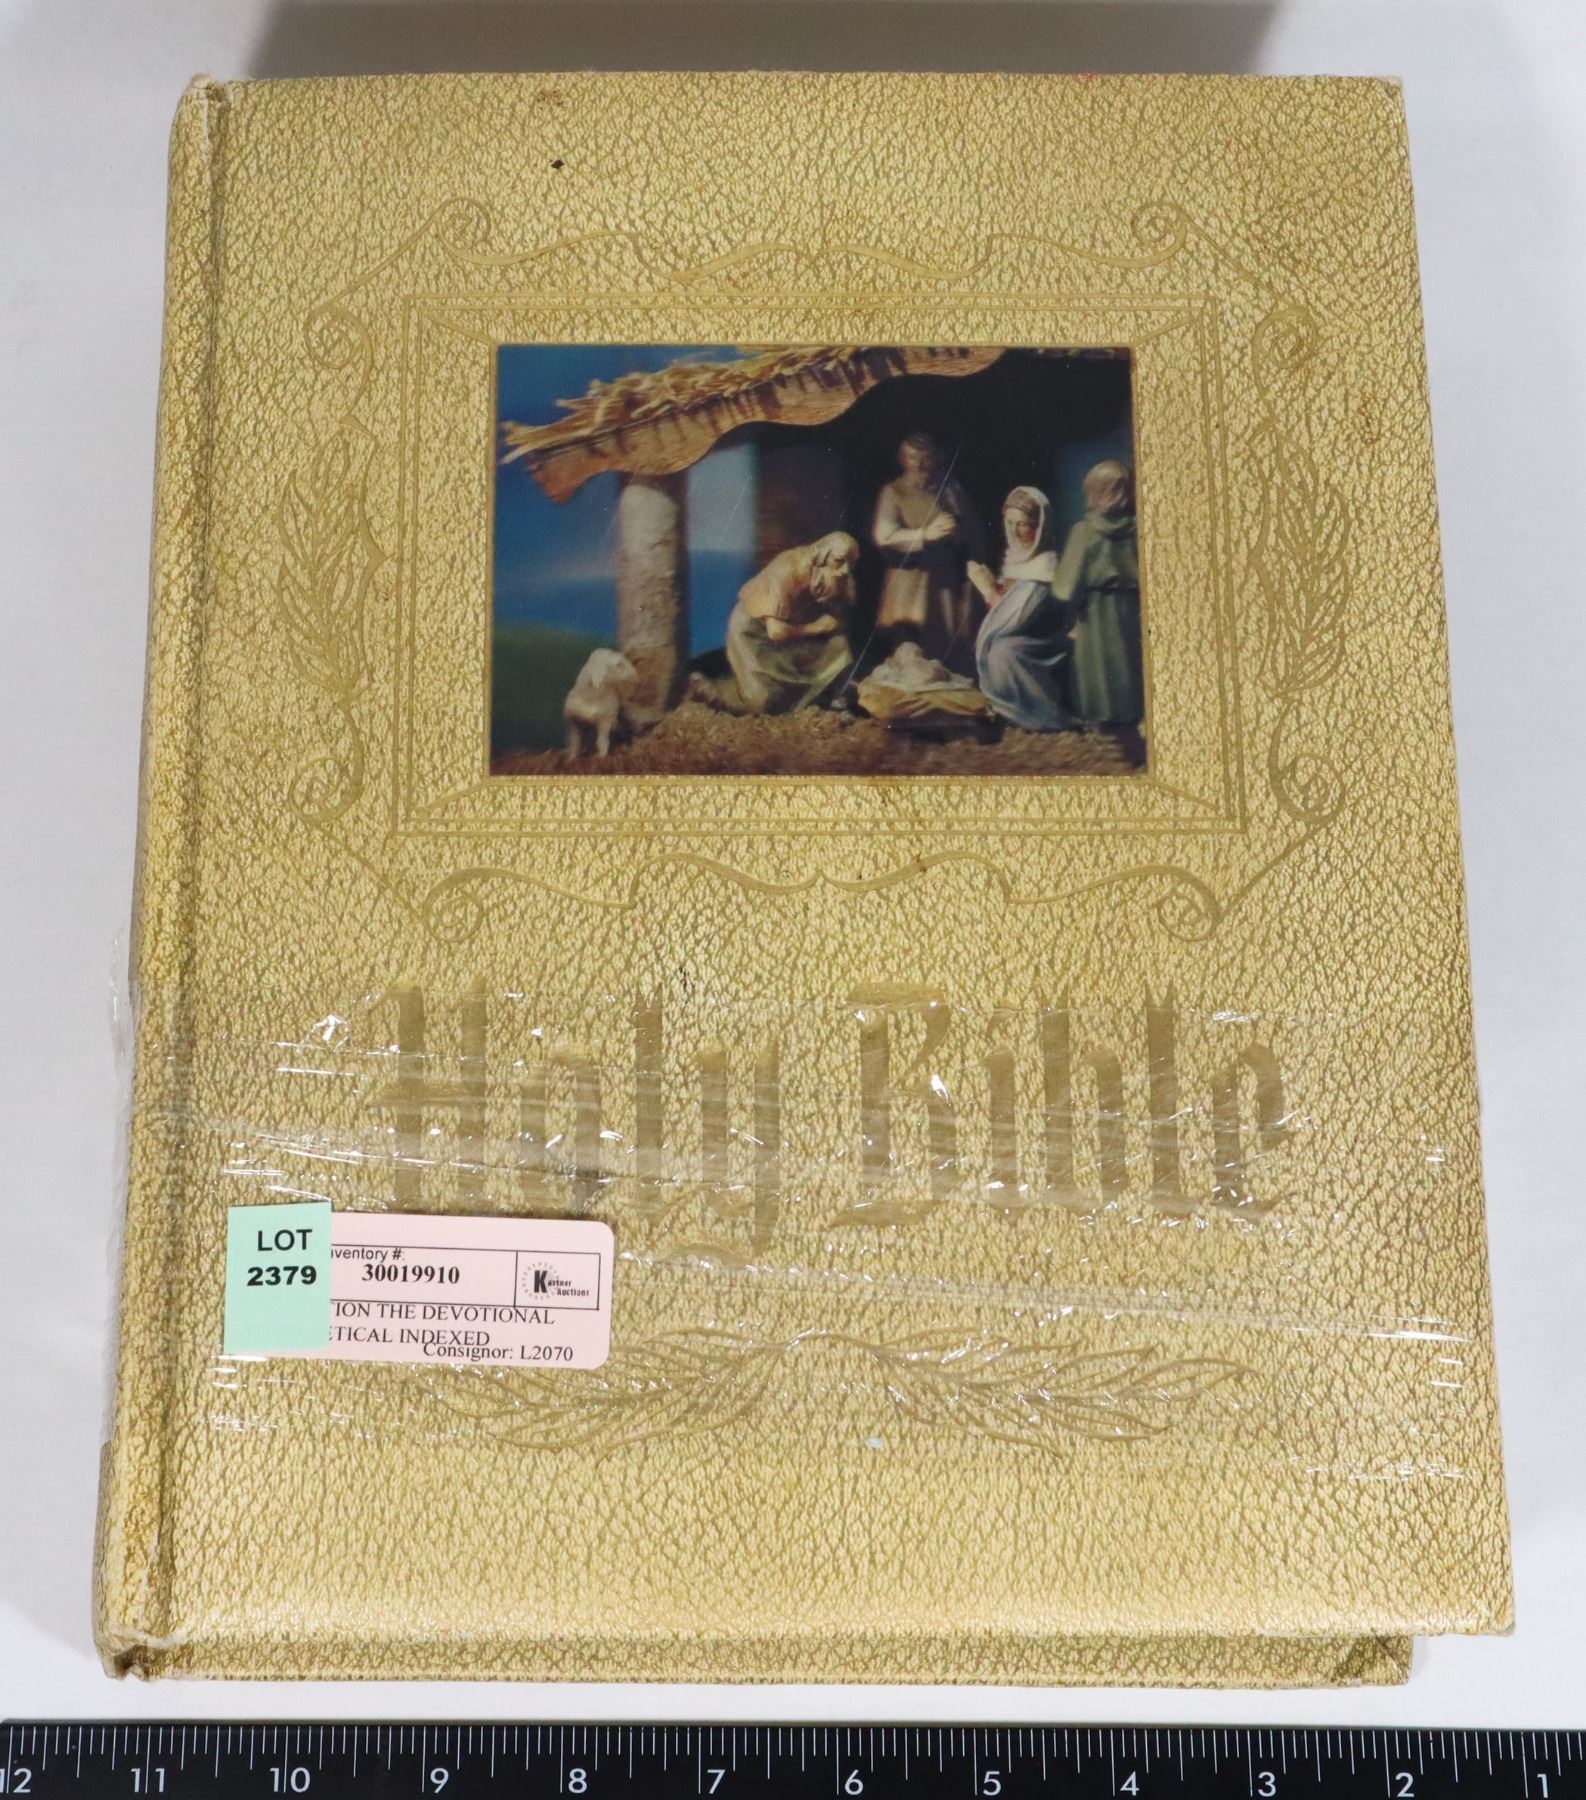 Holy Bible
LOT
2379
nventory #:
30019910
Kastner
Auctions
TION THE DEVOTIONAL
ETICAL INDEXED
Consignor: L2070
12 11 10 9 8 7 6 5 4 3 2 1